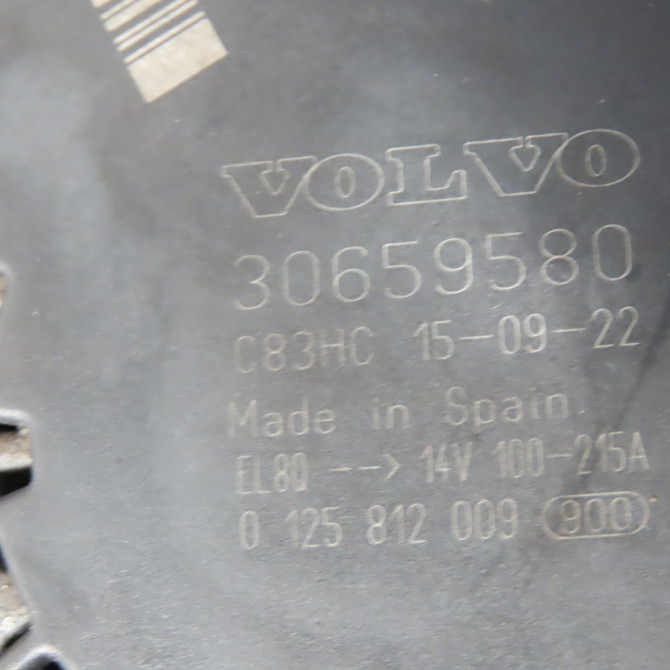 VOLVO
30659580
C83HC 15-09-22
Made in Spain
EL8Q --> 14V 100-215A
0 125 812 009 900